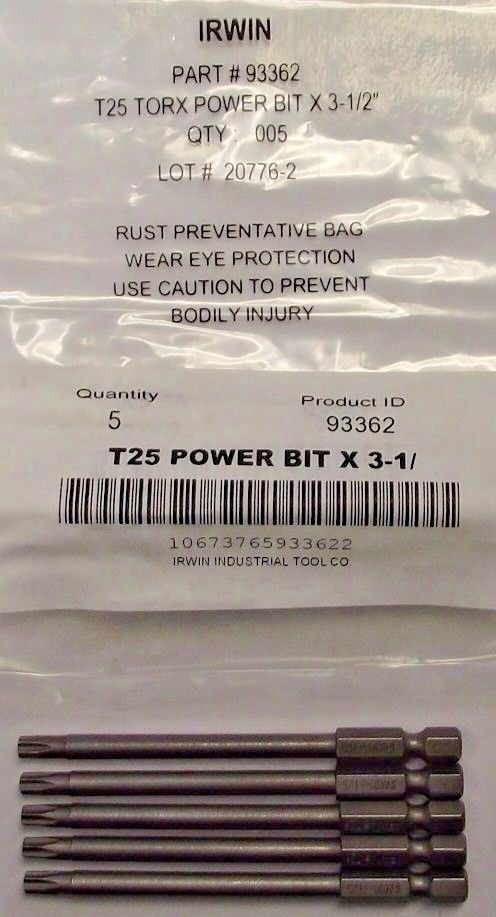 IRWIN
PART # 93362
T25 TORX POWER BIT X 3-1/2"
QTY : 005
LOT # 20776-2
RUST PREVENTATIVE BAG
WEAR EYE PROTECTION
USE CAUTION TO PREVENT
BODILY INJURY
Quantity Product ID
5 93362
T25 POWER BIT X 3-1/
10673765933622
IRWIN INDUSTRIAL TOOL CO.